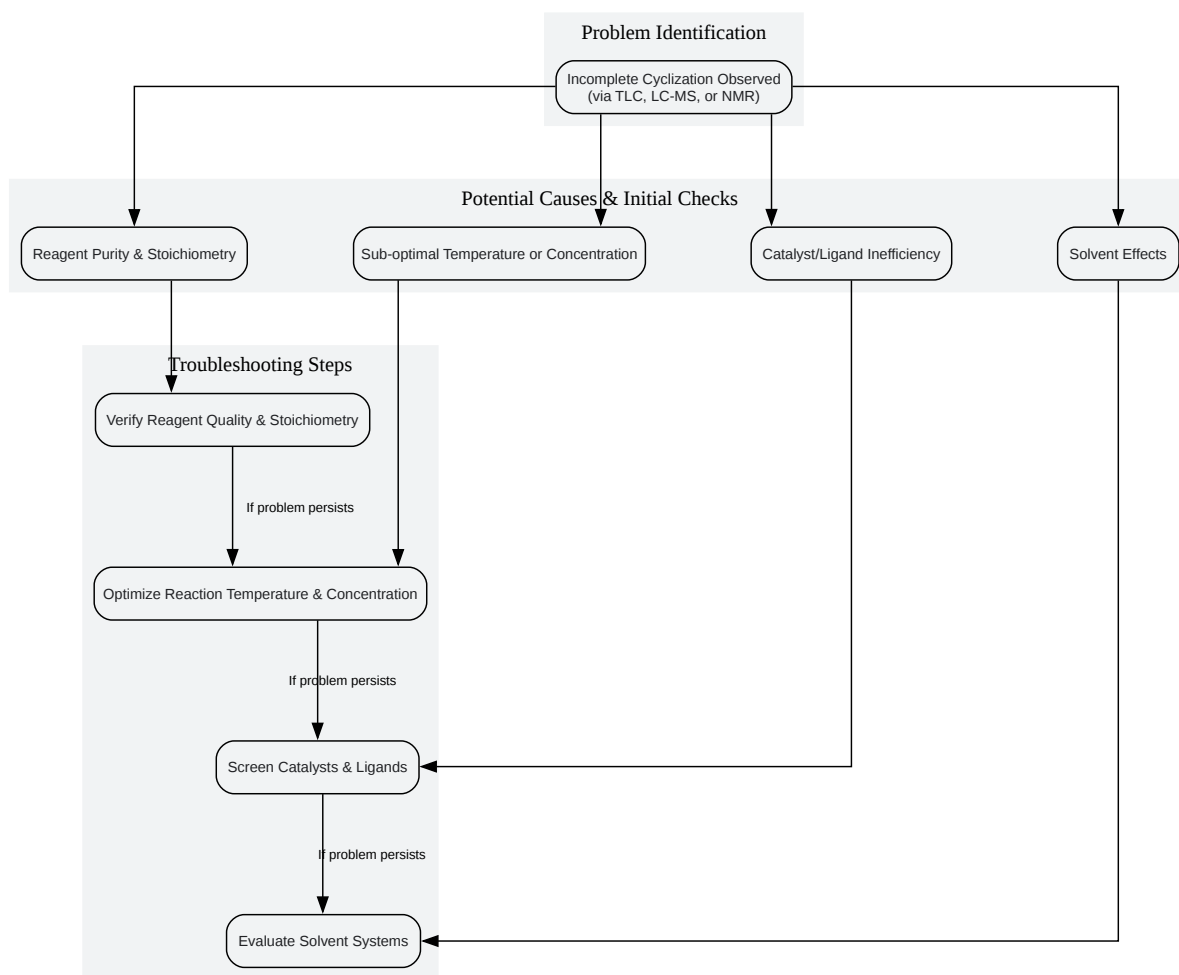 Problem Identification
Incomplete Cyclization Observed
(via TLC, LC-MS, or NMR)
Potential Causes & Initial Checks
Reagent Purity & Stoichiometry
Sub-optimal Temperature or Concentration
Catalyst/Ligand Inefficiency
Solvent Effects
Troubleshooting Steps
Verify Reagent Quality & Stoichiometry
If problem persists
Optimize Reaction Temperature & Concentration
If problem persists
Screen Catalysts & Ligands
If problem persists
Evaluate Solvent Systems